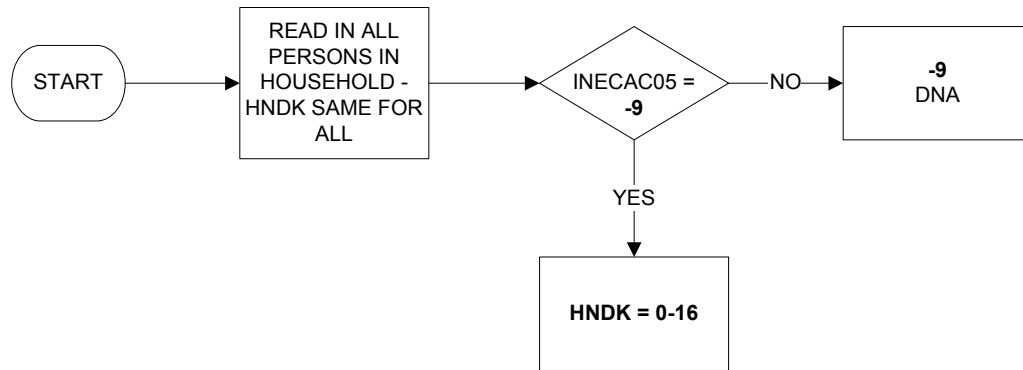 START
READ IN ALL
PERSONS IN
HOUSEHOLD -
HNDK SAME FOR
ALL
INECAC05 =
-9
NO
-9
DNA
YES
HNDK = 0-16